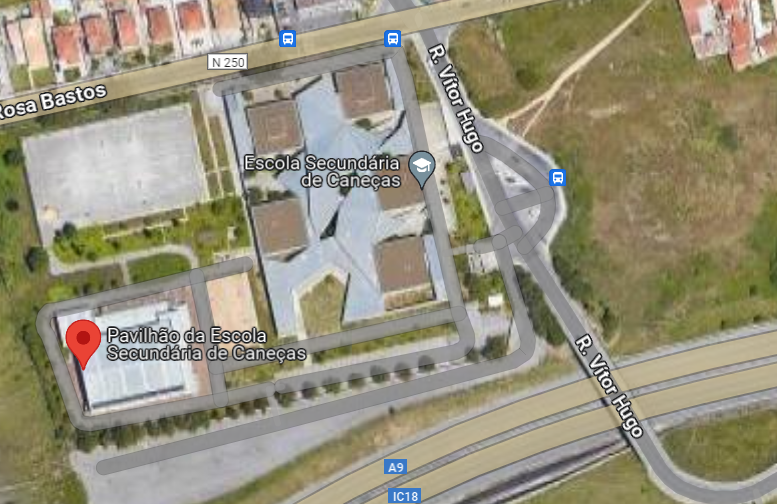 N 250
Rosa Bastos
R. Vítor Hugo
Escola Secundária
de Caneças
Pavilhão da Escola
Secundária de Caneças
R. Vítor Hugo
A9
IC18